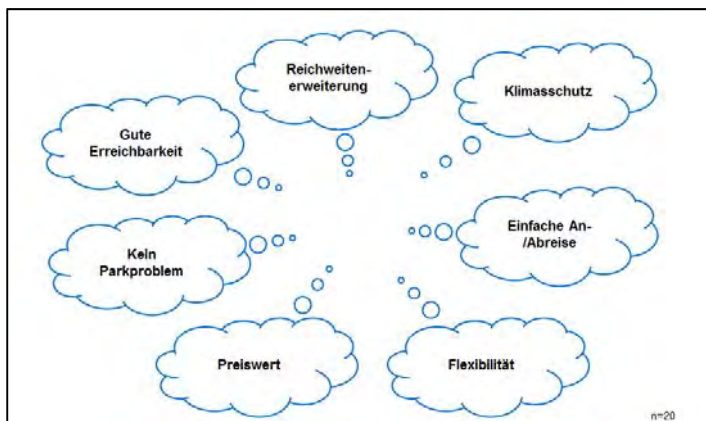 Reichweiten-
erweiterung
Klimasschutz
Gute
Erreichbarkeit
Einfache An-
/Abreise
Kein
Parkproblem
Preiswert
Flexibilität
n=20